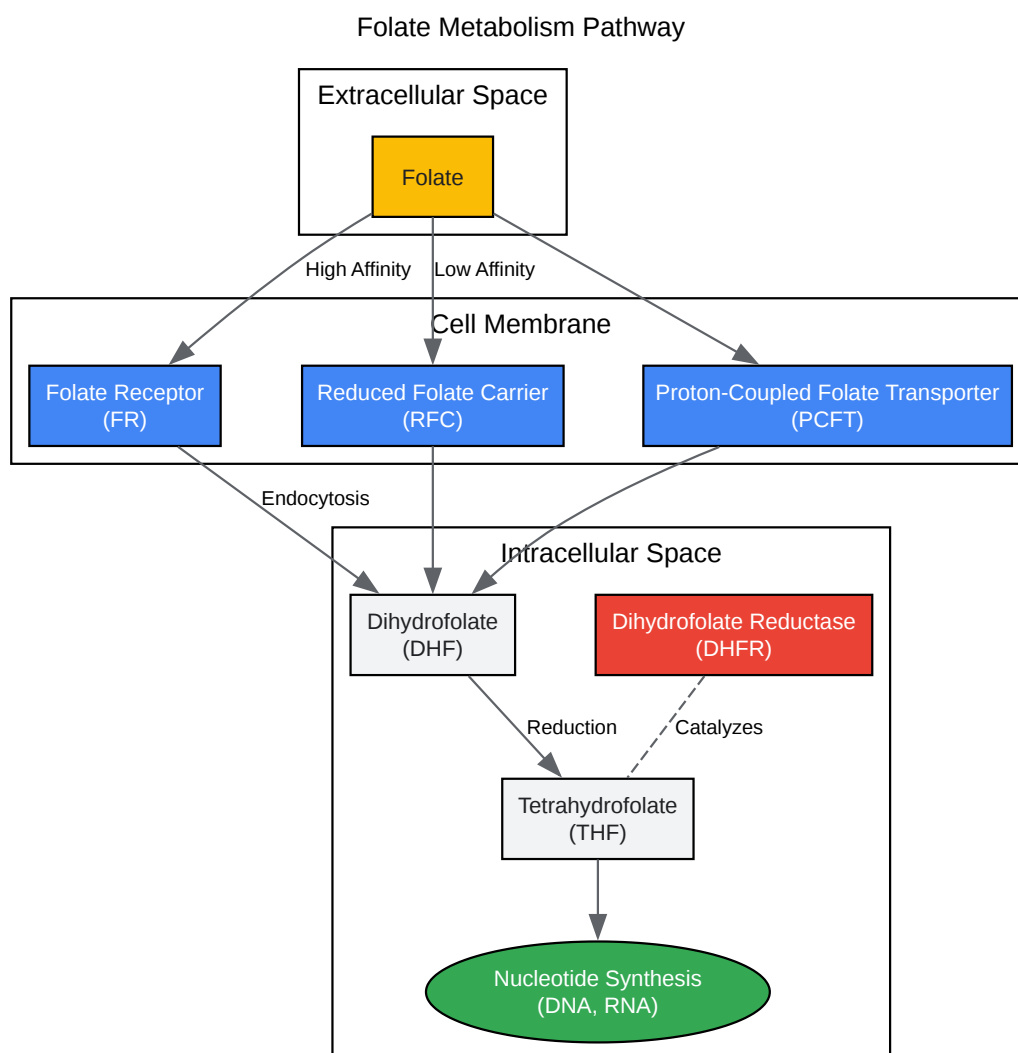 Folate Metabolism Pathway
Extracellular Space
Folate
High Affinity
Low Affinity
Cell Membrane
Folate Receptor
(FR)
Reduced Folate Carrier
(RFC)
Proton-Coupled Folate Transporter
(PCFT)
Endocytosis
Intracellular Space
Dihydrofolate
(DHF)
Dihydrofolate Reductase
(DHFR)
Reduction
Catalyzes
Tetrahydrofolate
(THF)
Nucleotide Synthesis
(DNA, RNA)